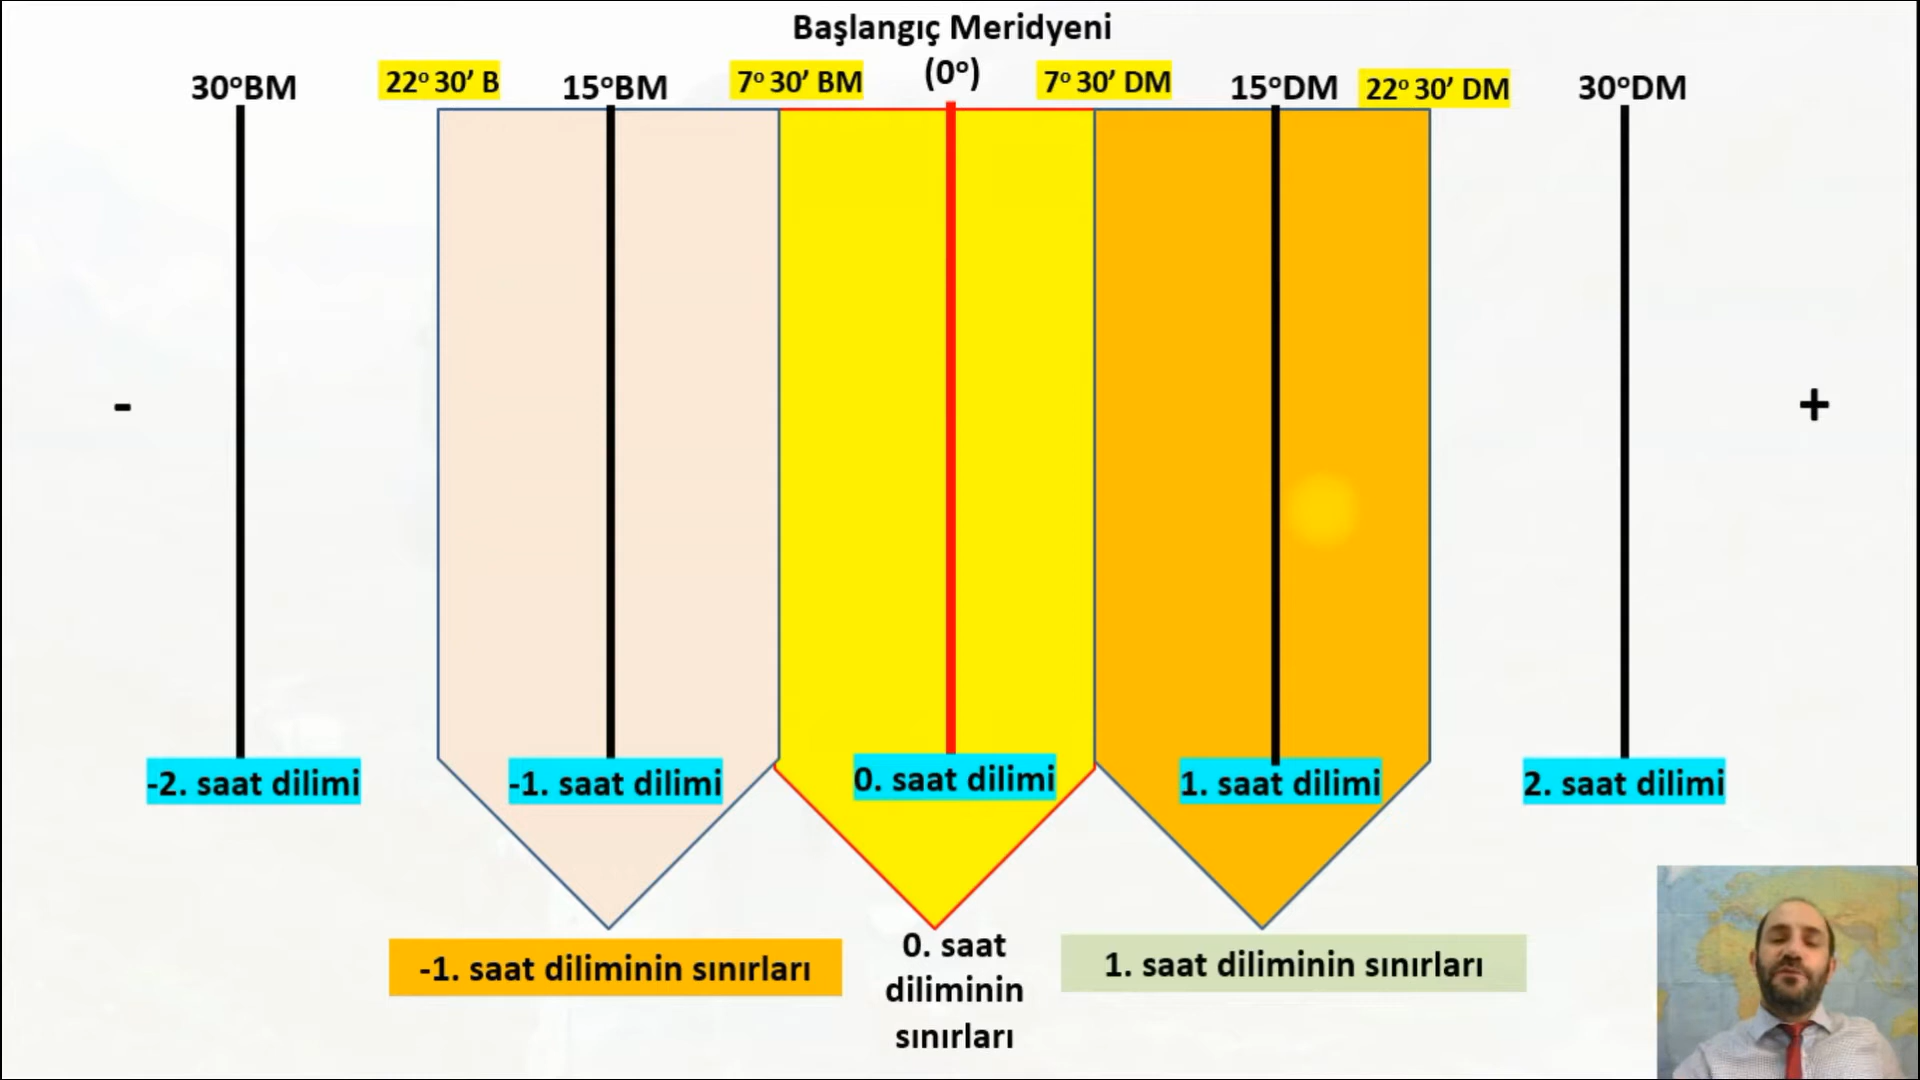 Başlangıç Meridyeni
(0°)
30°BM
22° 30’ B
15°BM
7° 30’ BM
7° 30’ DM
15°DM
22° 30’ DM
30°DM
-
+
-2. saat dilimi
-1. saat dilimi
0. saat dilimi
1. saat dilimi
2. saat dilimi
-1. saat diliminin sınırları
0. saat
diliminin
sınırları
1. saat diliminin sınırları